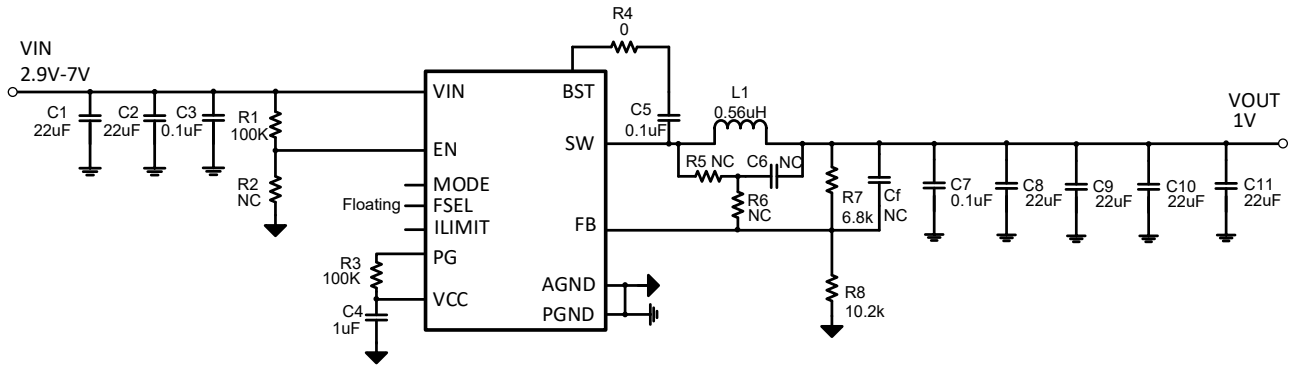 R4
0
VIN
2.9V-7V
C1
22uF
C2
22uF
C3
0.1uF
R1
100K
R2
NC
VIN
EN
MODE
Floating
FSEL
ILIMIT
PG
VCC
R3
100K
C4
1uF
BST
SW
FB
AGND
PGND
C5
0.1uF
L1
0.56uH
R5 NC
C6
NC
R6
NC
R7
6.8k
Cf
NC
R8
10.2k
C7
0.1uF
C8
22uF
C9
22uF
C10
22uF
C11
22uF
VOUT
1V